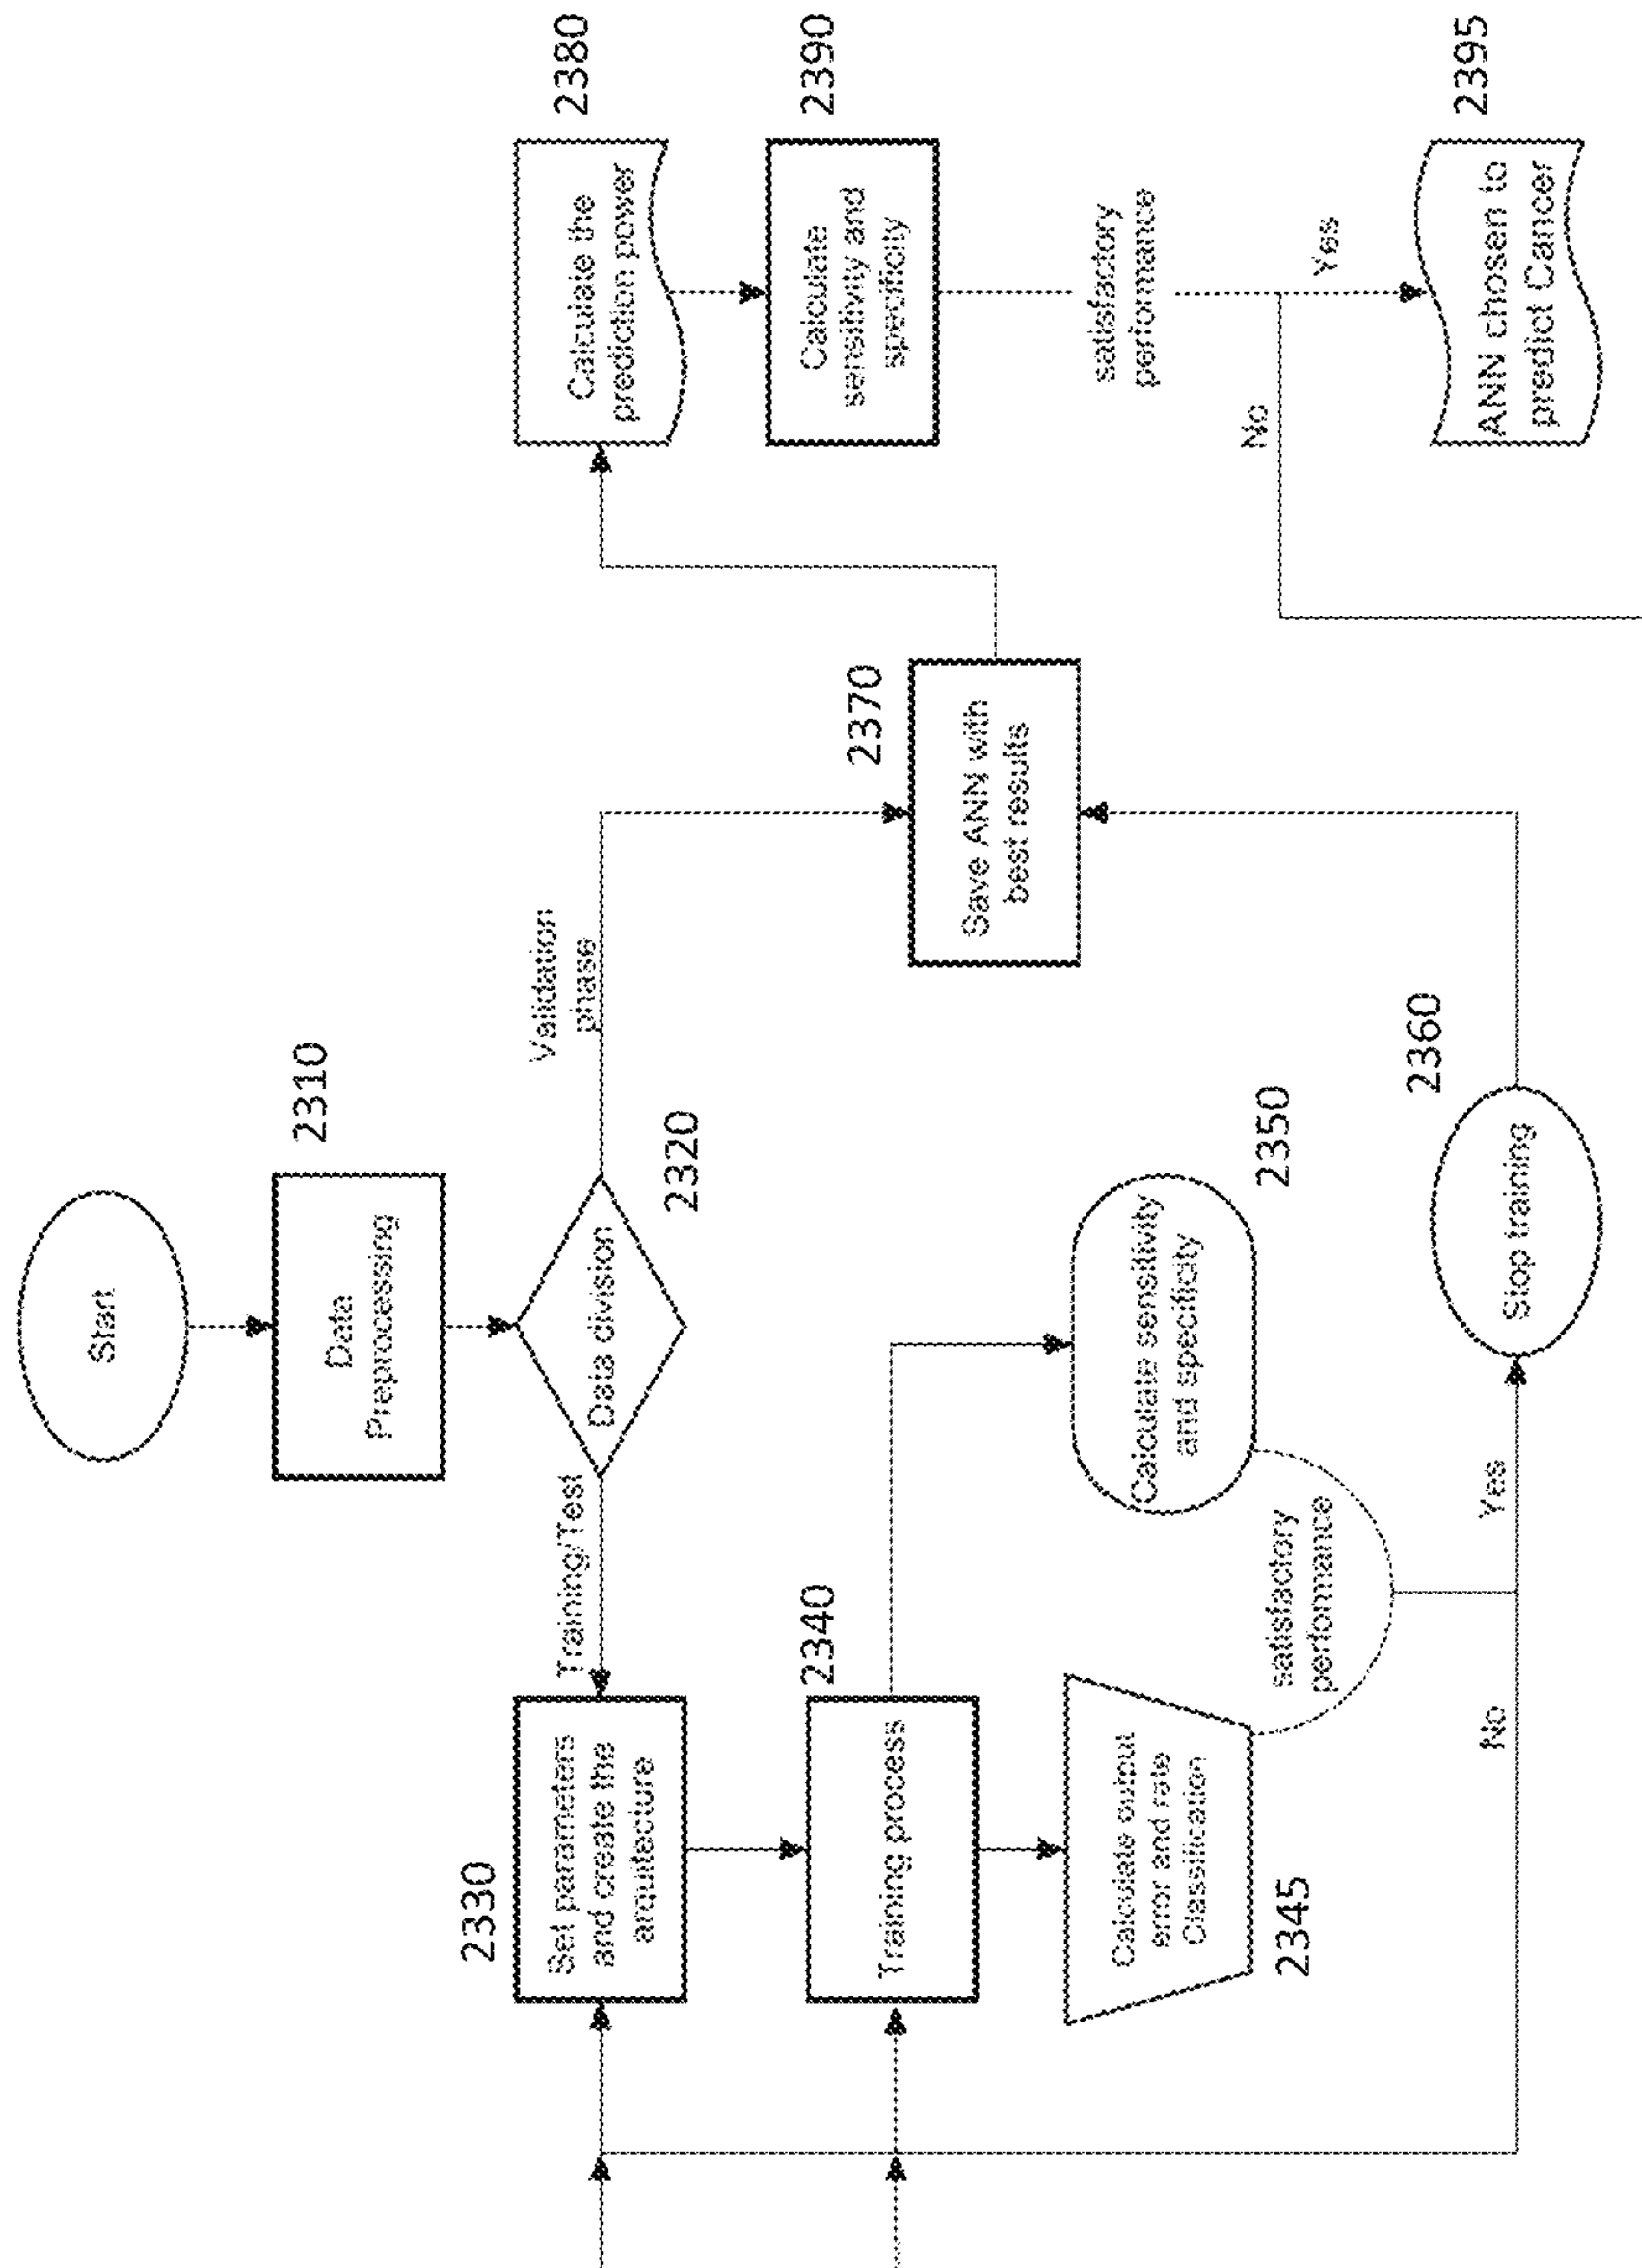 Start
2310
Data
Preprocessing
Data division
2320
Training/Test
Validation
phase
2330
Set parameters
and create the
arquitecture
2340
Training process
2345
Calculate output
error and rate
Classification
Calculate sensitivity
and specificity
2350
satisfactory
performance
No
Yes
Stop training
2360
2370
Save ANN with
best results
Calculate the
prediction power
2380
Calculate
sensitivity and
specificity
2390
satisfactory
performance
No
Yes
ANN chosen to
predict Cancer
2395